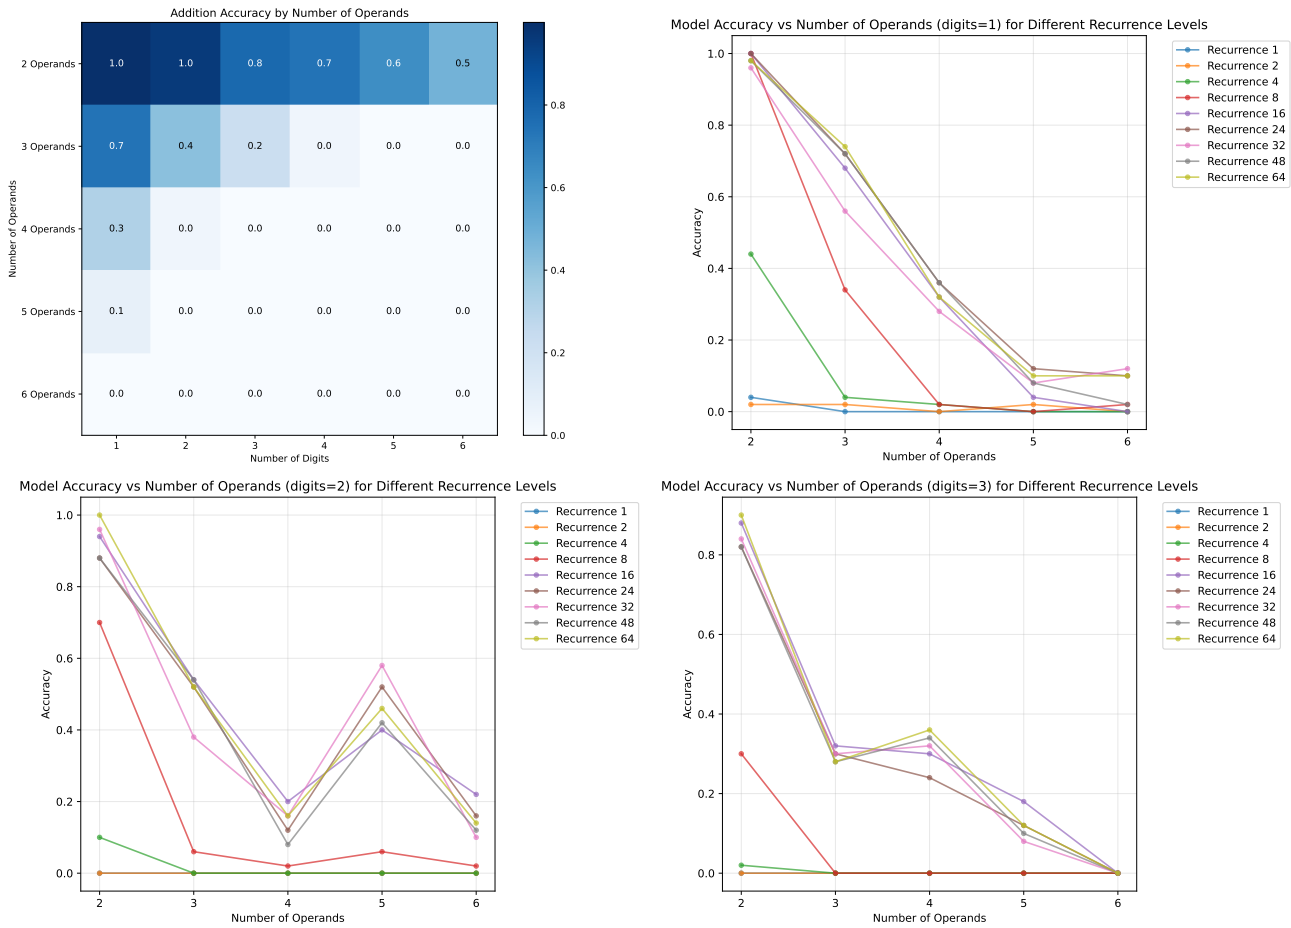 Addition Accuracy by Number of Operands
Number of Operands
2 Operands 1.0 1.0 0.8 0.7 0.6 0.5
3 Operands 0.7 0.4 0.2 0.0 0.0 0.0
4 Operands 0.3 0.0 0.0 0.0 0.0 0.0
5 Operands 0.1 0.0 0.0 0.0 0.0 0.0
6 Operands 0.0 0.0 0.0 0.0 0.0 0.0
1 2 3 4 5 6
Number of Digits
0.8
0.6
0.4
0.2
0.0
Model Accuracy vs Number of Operands (digits=1) for Different Recurrence Levels
Accuracy
1.0
0.8
0.6
0.4
0.2
0.0
2 3 4 5 6
Number of Operands
Recurrence 1
Recurrence 2
Recurrence 4
Recurrence 8
Recurrence 16
Recurrence 24
Recurrence 32
Recurrence 48
Recurrence 64
Model Accuracy vs Number of Operands (digits=2) for Different Recurrence Levels
Accuracy
1.0
0.8
0.6
0.4
0.2
0.0
2 3 4 5 6
Number of Operands
Recurrence 1
Recurrence 2
Recurrence 4
Recurrence 8
Recurrence 16
Recurrence 24
Recurrence 32
Recurrence 48
Recurrence 64
Model Accuracy vs Number of Operands (digits=3) for Different Recurrence Levels
Accuracy
0.8
0.6
0.4
0.2
0.0
2 3 4 5 6
Number of Operands
Recurrence 1
Recurrence 2
Recurrence 4
Recurrence 8
Recurrence 16
Recurrence 24
Recurrence 32
Recurrence 48
Recurrence 64